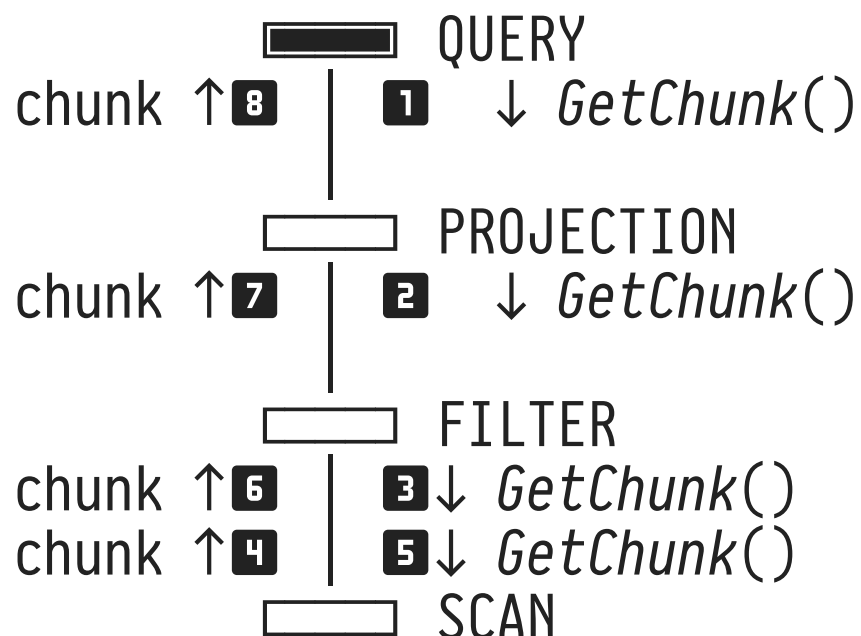 QUERY
chunk ↑ 8 1 ↓ GetChunk()
PROJECTION
chunk ↑ 7 2 ↓ GetChunk()
FILTER
chunk ↑ 6 3 ↓ GetChunk()
chunk ↑ 4 5 ↓ GetChunk()
SCAN